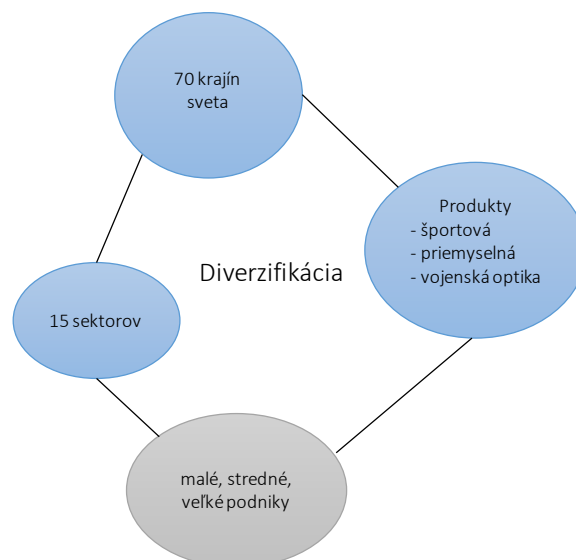 70 krajín
sveta
Produkty
- športová
- priemyselná
- vojenská optika
Diverzifikácia
15 sektorov
malé, stredné,
veľké podniky